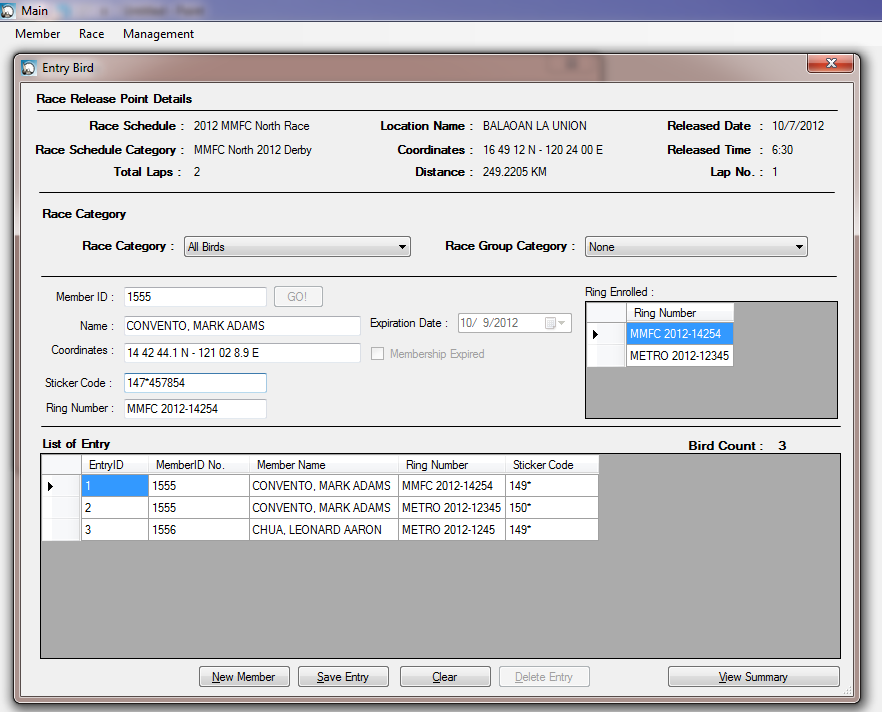 Main
Member Race Management
Entry Bird
Race Release Point Details
Race Schedule : 2012 MMFC North Race Location Name : BALAOAN LA UNION Released Date : 10/7/2012
Race Schedule Category : MMFC North 2012 Derby Coordinates : 16 49 12 N - 120 24 00 E Released Time : 6:30
Total Laps : 2 Distance : 249.2205 KM Lap No. : 1
Race Category
Race Category : All Birds Race Group Category : None
Member ID : 1555 GO! Ring Enrolled :
Ring Number
Name : CONVENTO, MARK ADAMS Expiration Date : 10/ 9/2012 MMFC 2012-14254
Coordinates : 14 42 44.1 N - 121 02 8.9 E Membership Expired METRO 2012-12345
Sticker Code : 147*457854
Ring Number : MMFC 2012-14254
List of Entry Bird Count : 3
EntryID MemberID No. Member Name Ring Number Sticker Code
1 1555 CONVENTO, MARK ADAMS MMFC 2012-14254 149*
2 1555 CONVENTO, MARK ADAMS METRO 2012-12345 150*
3 1556 CHUA, LEONARD AARON METRO 2012-1245 149*
New Member Save Entry Clear Delete Entry View Summary